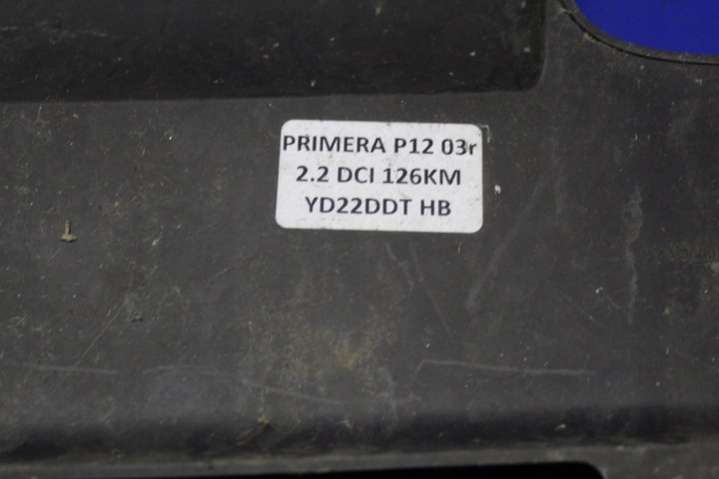 PRIMERA P12 03r
2.2 DCI 126KM
YD22DDT HB